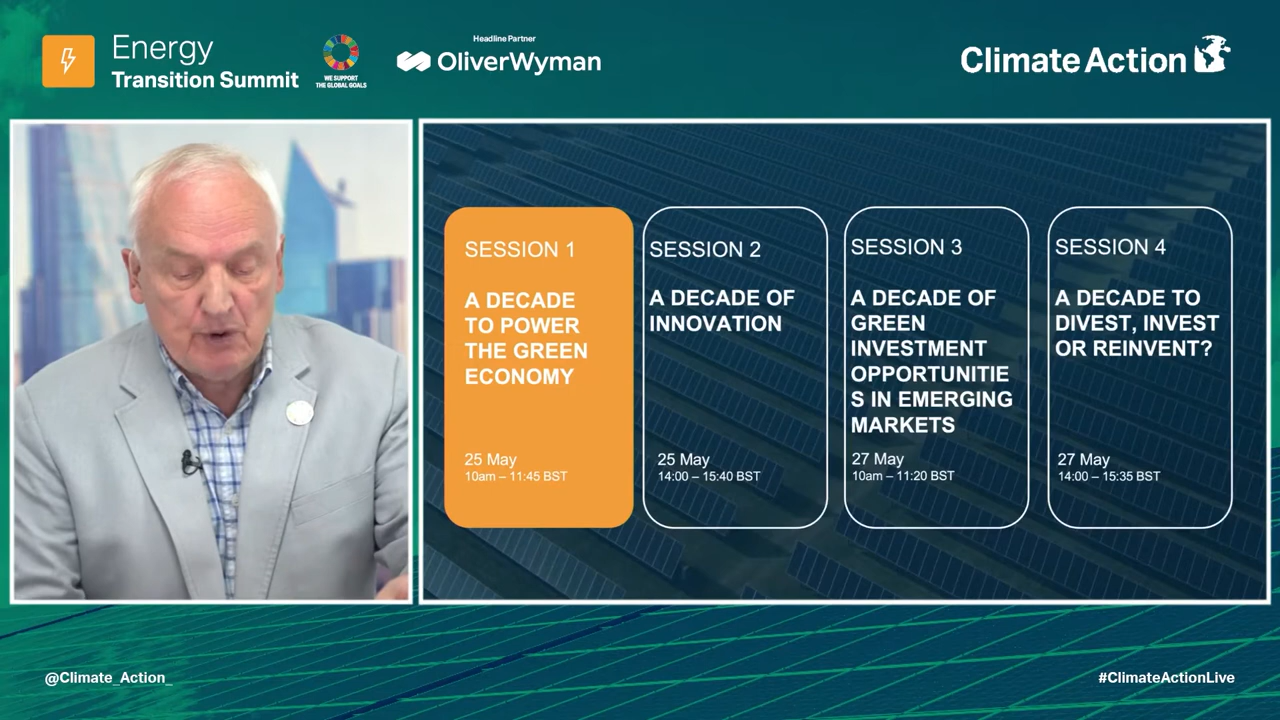 Energy
Transition Summit
WE SUPPORT
THE GLOBAL GOALS
Headline Partner
OliverWyman
Climate Action
SESSION 1
A DECADE
TO POWER
THE GREEN
ECONOMY
25 May
10am – 11:45 BST
SESSION 2
A DECADE OF
INNOVATION
25 May
14:00 – 15:40 BST
SESSION 3
A DECADE OF
GREEN
INVESTMENT
OPPORTUNITIE
S IN EMERGING
MARKETS
27 May
10am – 11:20 BST
SESSION 4
A DECADE TO
DIVEST, INVEST
OR REINVENT?
27 May
14:00 – 15:35 BST
@Climate_Action_
#ClimateActionLive